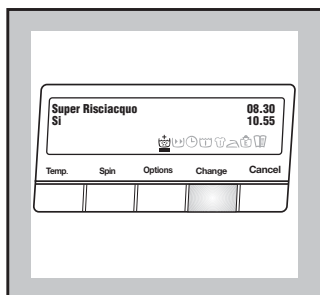 Super Risciacquo 08.30
Si 10.55
Temp. Spin Options Change Cancel